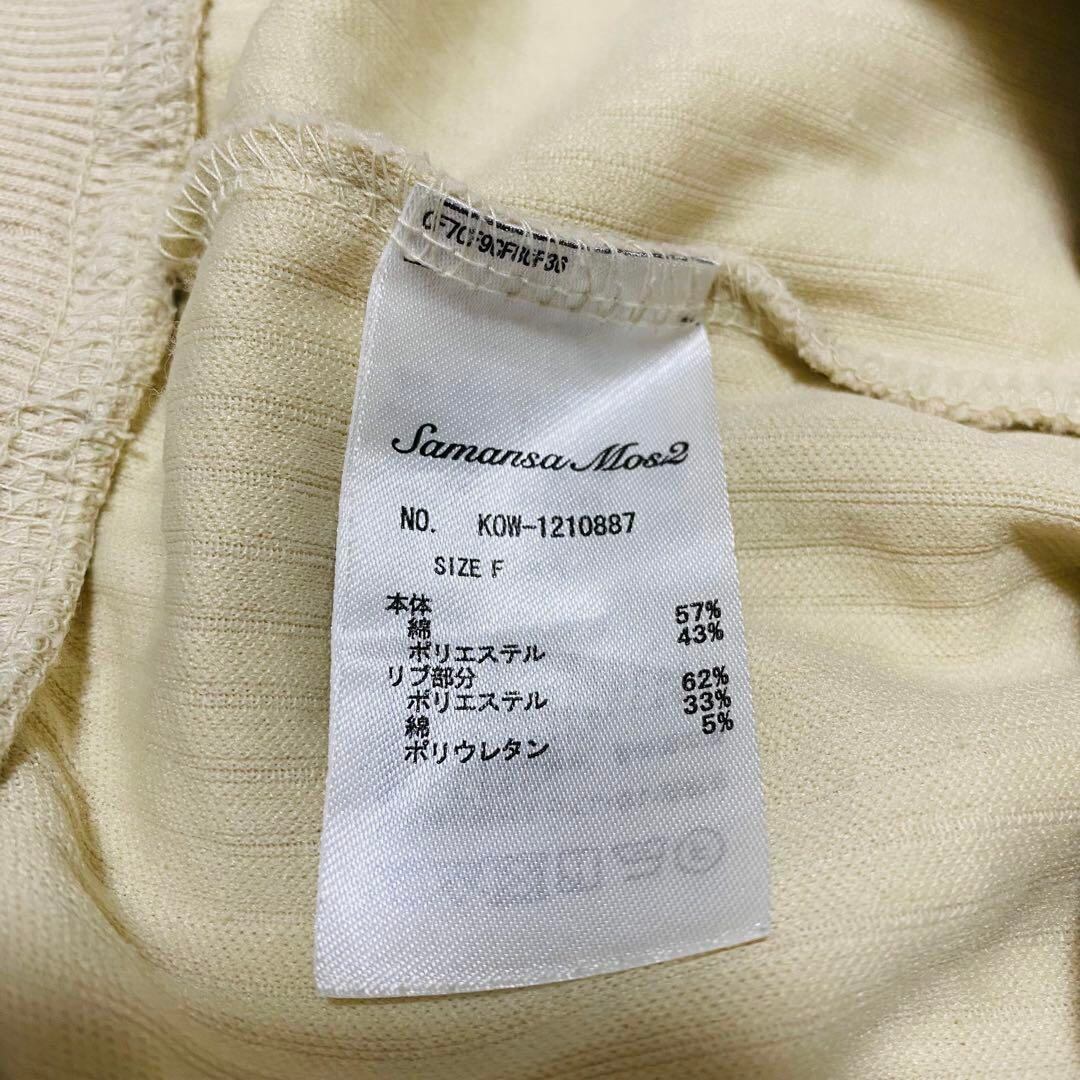 Samansa Mos2
NO. KOW-1210887
SIZE F
本体
綿 57%
ポリエステル 43%
リブ部分
ポリエステル 62%
綿 33%
ポリウレタン 5%